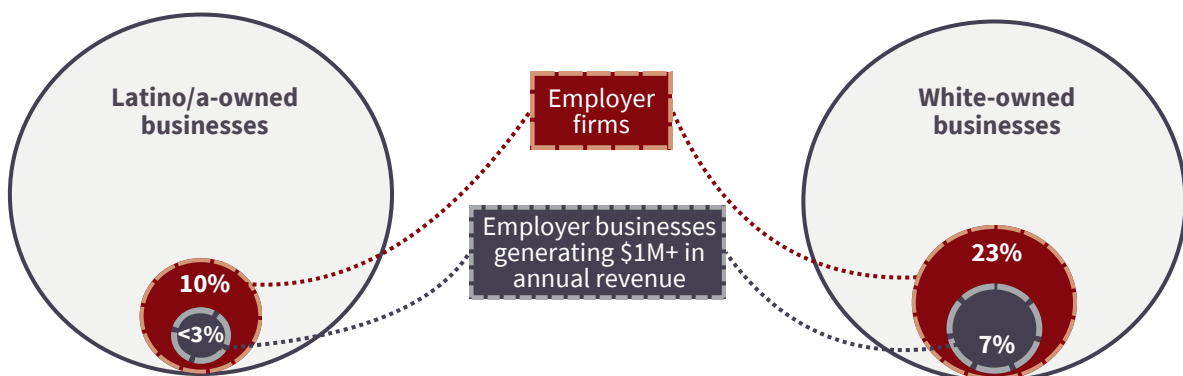 Latino/a-owned
businesses
10%
<3%
Employer
firms
Employer businesses
generating $1M+ in
annual revenue
White-owned
businesses
23%
7%